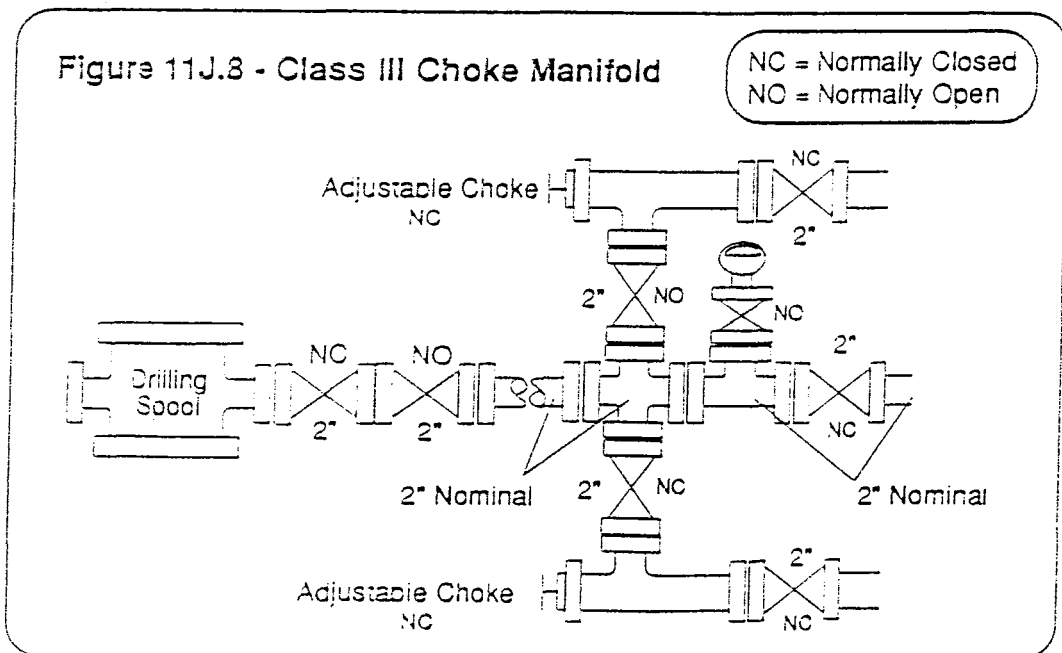 Figure 11J.8 - Class III Choke Manifold
NC = Normally Closed
NO = Normally Open
NC
Adjustable Choke
NC
2"
2"
NO
NC
2"
NC
NO
Drilling
Spool
2"
2"
NC
2" Nominal
2"
NC
2" Nominal
2"
Adjustable Choke
NC
NC